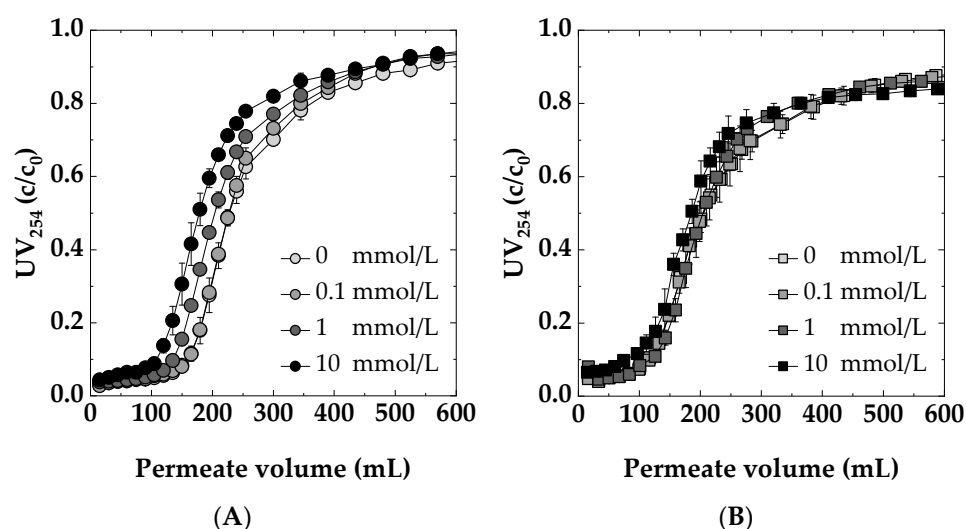 1.0
0.8
0.6
0.4
0.2
0.0
UV254 (c/c0)
0 mmol/L
0.1 mmol/L
1 mmol/L
10 mmol/L
0 100 200 300 400 500 600
Permeate volume (mL)
(A)
1.0
0.8
0.6
0.4
0.2
0.0
UV254 (c/c0)
0 mmol/L
0.1 mmol/L
1 mmol/L
10 mmol/L
0 100 200 300 400 500 600
Permeate volume (mL)
(B)